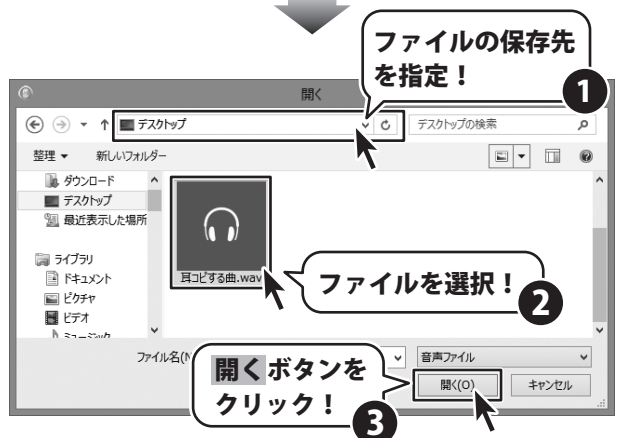 ファイルの保存先
を指定！
1
開く
デスクトップ
デスクトップの検索
整理
新しいフォルダー
ダウンロード
デスクトップ
最近表示した場所
ライブラリ
ドキュメント
ピクチャ
ビデオ
ミュージック
耳コピする曲.wav
ファイルを選択！
2
ファイル名(N
音声ファイル
開く(O)
キャンセル
開くボタンを
クリック！
3